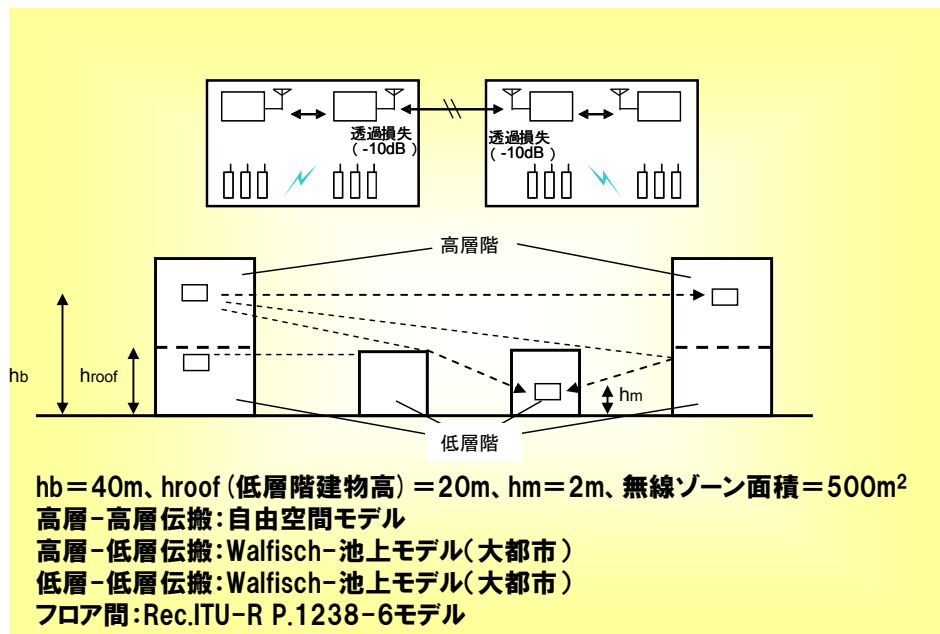 透過損失
（-10dB ）
透過損失
（-10dB ）
高層階
hb
hroof
hm
低層階
hb＝40m、hroof（低層階建物高）＝20m、hm＝2m、無線ゾーン面積＝500m²
高層-高層伝搬：自由空間モデル
高層-低層伝搬：Walfisch-池上モデル（大都市）
低層-低層伝搬：Walfisch-池上モデル（大都市）
フロア間：Rec.ITU-R P.1238-6モデル